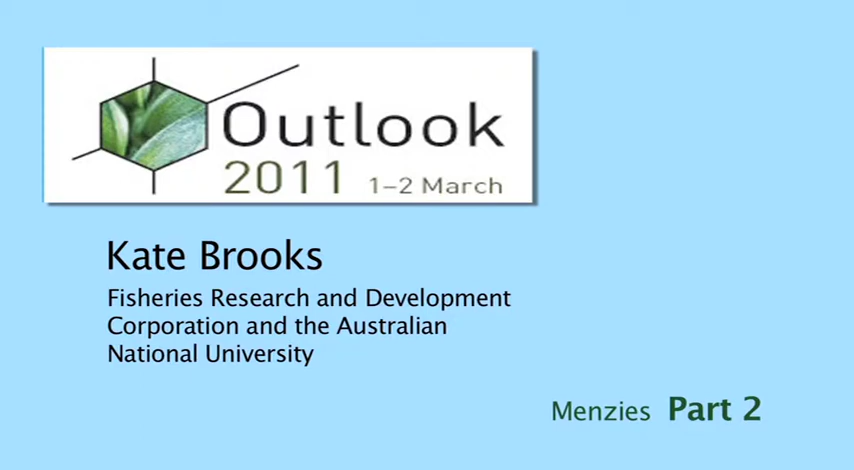 Outlook
2011 1–2 March
Kate Brooks
Fisheries Research and Development
Corporation and the Australian
National University
Menzies Part 2